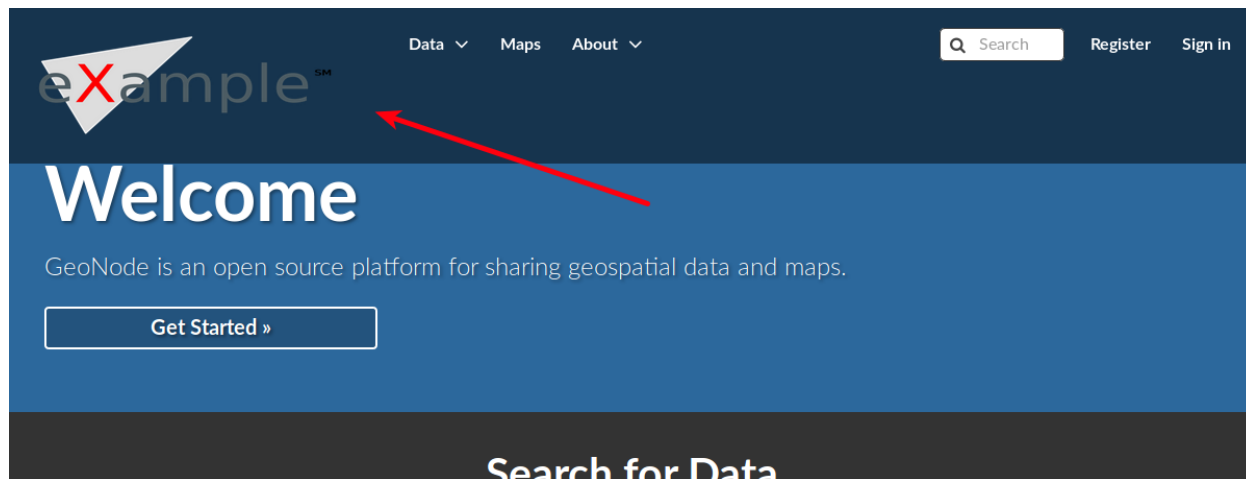 eXample℠
Data Maps About Search Register Sign in
Welcome
GeoNode is an open source platform for sharing geospatial data and maps.
Get Started »
Search for Data